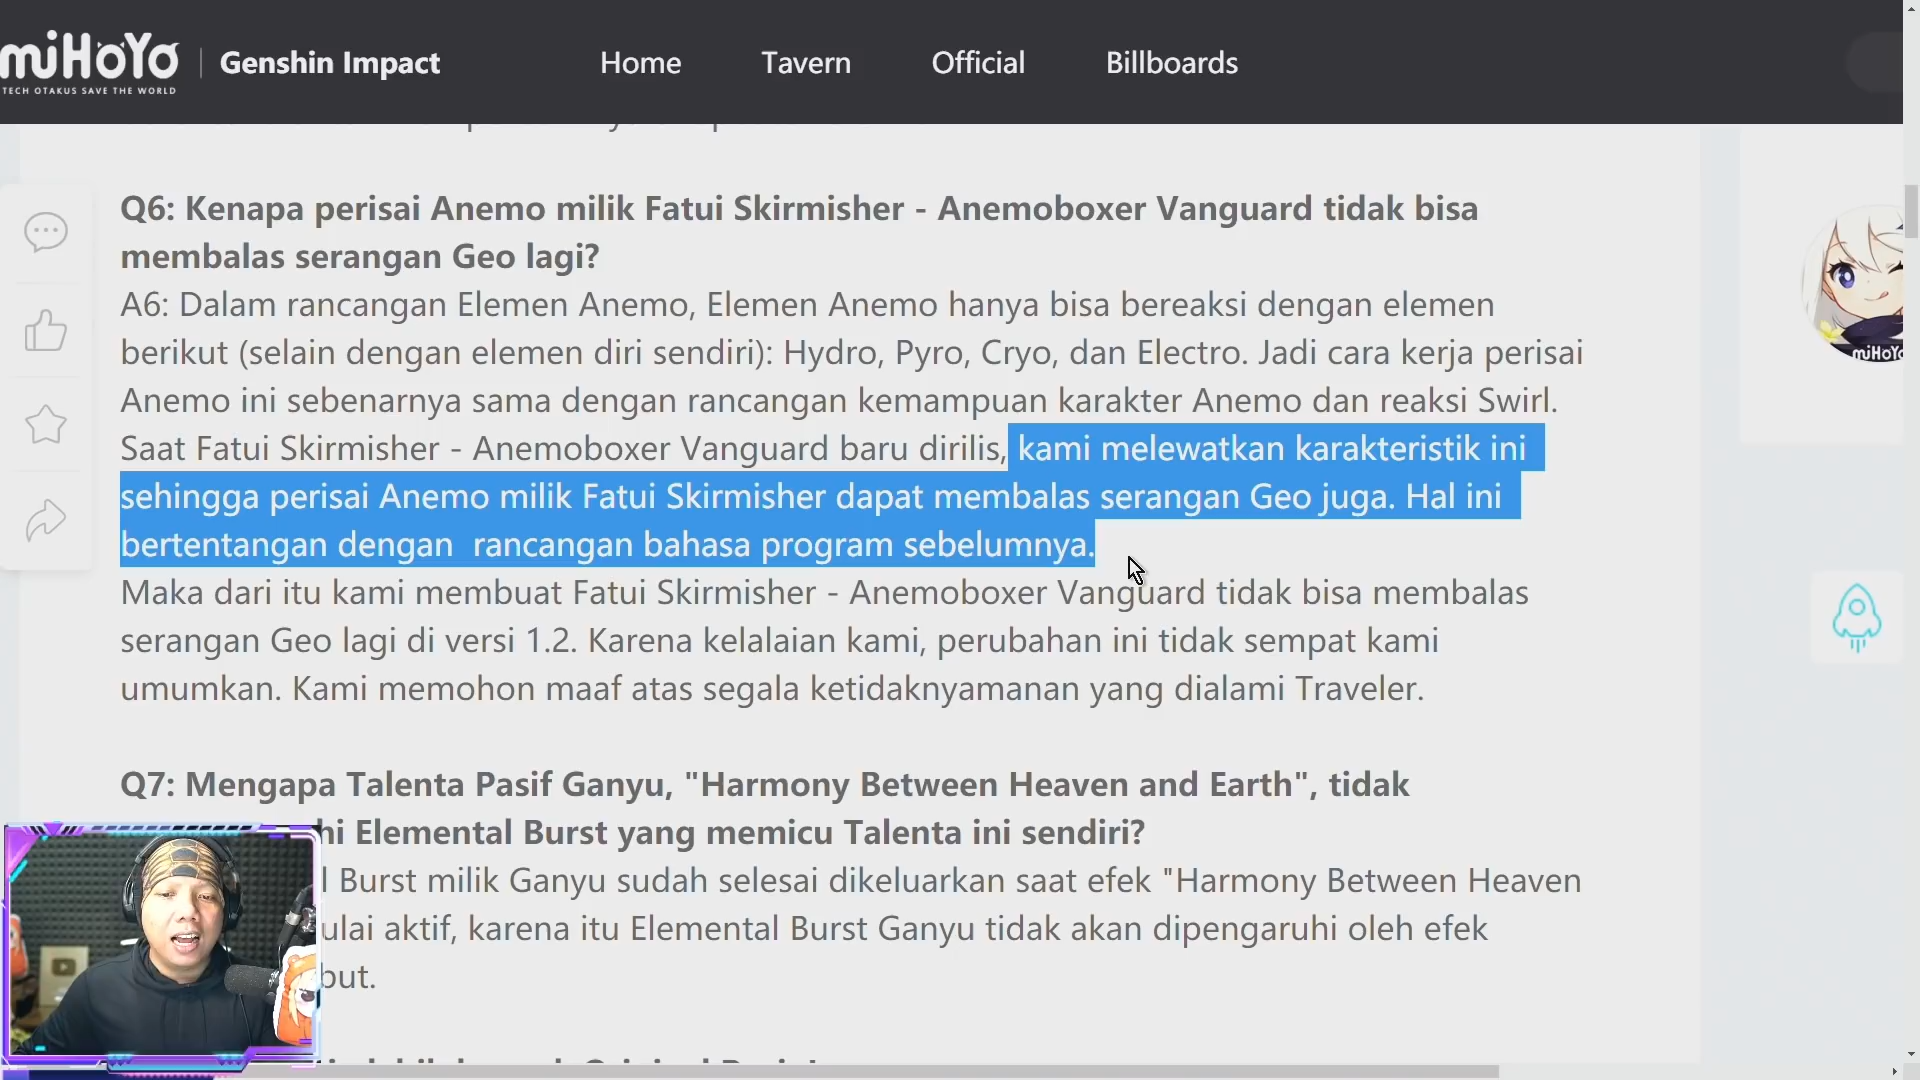 miHoYo
TECH OTAKUS SAVE THE WORLD
Genshin Impact
Home
Tavern
Official
Billboards
Q6: Kenapa perisai Anemo milik Fatui Skirmisher - Anemoboxer Vanguard tidak bisa
membalas serangan Geo lagi?
A6: Dalam rancangan Elemen Anemo, Elemen Anemo hanya bisa bereaksi dengan elemen
berikut (selain dengan elemen diri sendiri): Hydro, Pyro, Cryo, dan Electro. Jadi cara kerja perisai
Anemo ini sebenarnya sama dengan rancangan kemampuan karakter Anemo dan reaksi Swirl.
Saat Fatui Skirmisher - Anemoboxer Vanguard baru dirilis, kami melewatkan karakteristik ini
sehingga perisai Anemo milik Fatui Skirmisher dapat membalas serangan Geo juga. Hal ini
bertentangan dengan  rancangan bahasa program sebelumnya.
Maka dari itu kami membuat Fatui Skirmisher - Anemoboxer Vanguard tidak bisa membalas
serangan Geo lagi di versi 1.2. Karena kelalaian kami, perubahan ini tidak sempat kami
umumkan. Kami memohon maaf atas segala ketidaknyamanan yang dialami Traveler.
miHoYo
Q7: Mengapa Talenta Pasif Ganyu, "Harmony Between Heaven and Earth", tidak
hi Elemental Burst yang memicu Talenta ini sendiri?
l Burst milik Ganyu sudah selesai dikeluarkan saat efek "Harmony Between Heaven
ulai aktif, karena itu Elemental Burst Ganyu tidak akan dipengaruhi oleh efek
but.